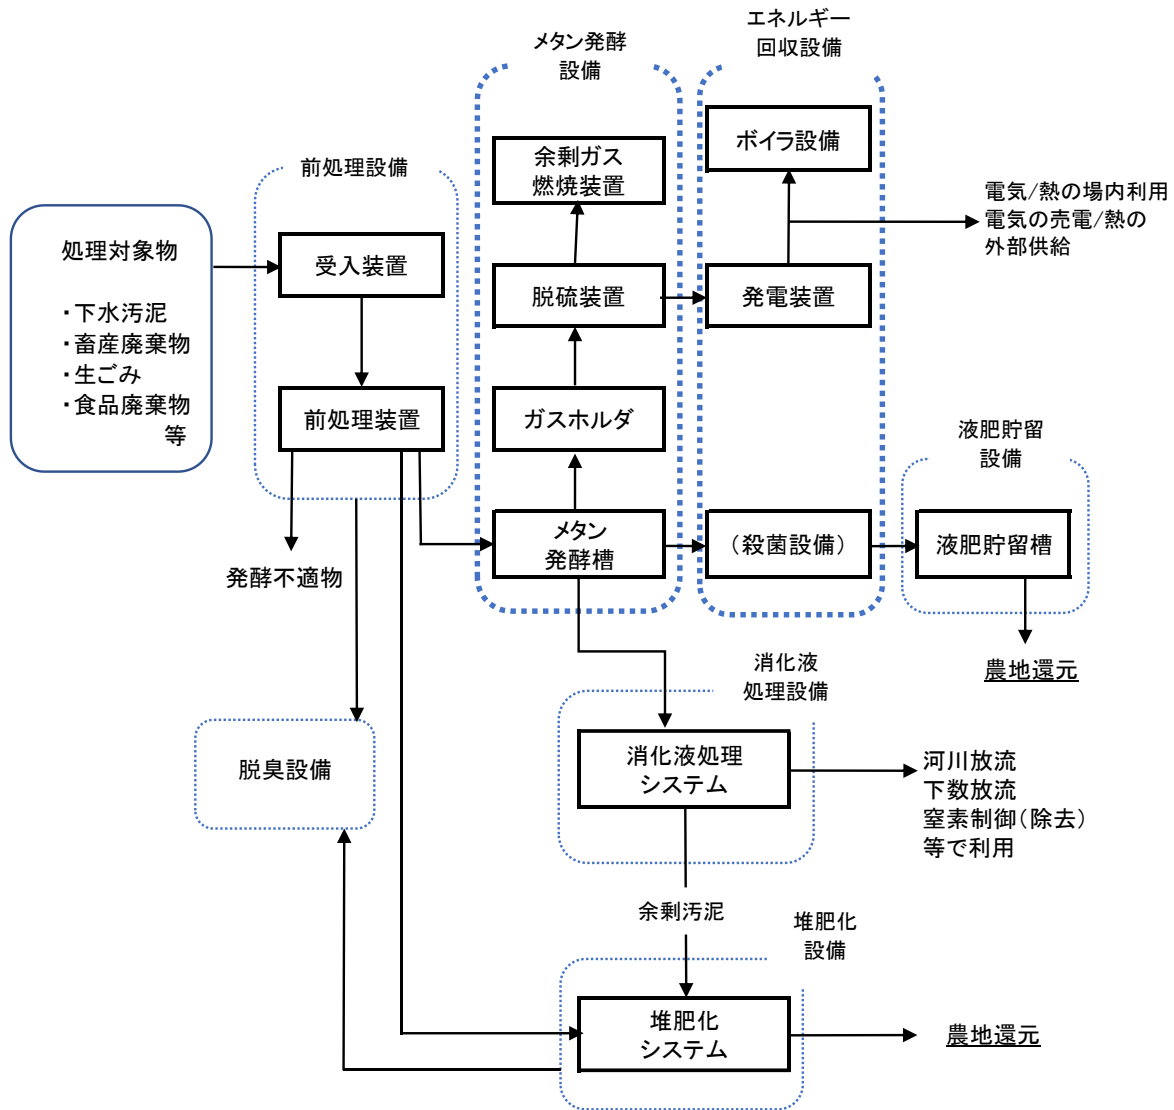 エネルギー
回収設備
メタン発酵
設備
ボイラ設備
余剰ガス
燃焼装置
前処理設備
電気/熱の場内利用
電気の売電/熱の
外部供給
処理対象物
・下水汚泥
・畜産廃棄物
・生ごみ
・食品廃棄物
等
受入装置
脱硫装置
発電装置
前処理装置
ガスホルダ
液肥貯留
設備
メタン
発酵槽
（殺菌設備）
液肥貯留槽
発酵不適物
農地還元
消化液
処理設備
脱臭設備
消化液処理
システム
河川放流
下数放流
窒素制御（除去）
等で利用
余剰汚泥
堆肥化
設備
堆肥化
システム
農地還元